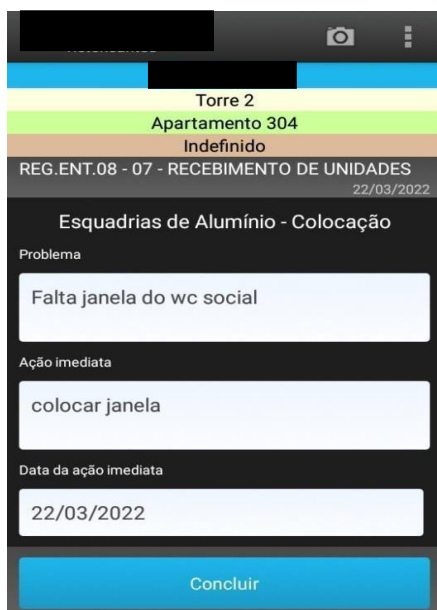 Torre 2
Apartamento 304
Indefinido
REG.ENT.08 - 07 - RECEBIMENTO DE UNIDADES
22/03/2022
Esquadrias de Alumínio - Colocação
Problema
Falta janela do wc social
Ação imediata
colocar janela
Data da ação imediata
22/03/2022
Concluir